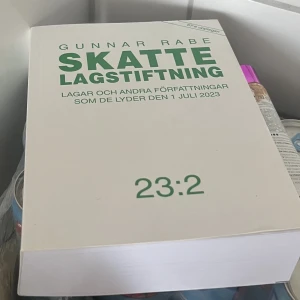 GUNNAR RABE
SKATTE
LAGSTIFTNING
LAGAR OCH ANDRA FÖRFATTNINGAR
SOM DE LYDER DEN 1 JULI 2023
23:2